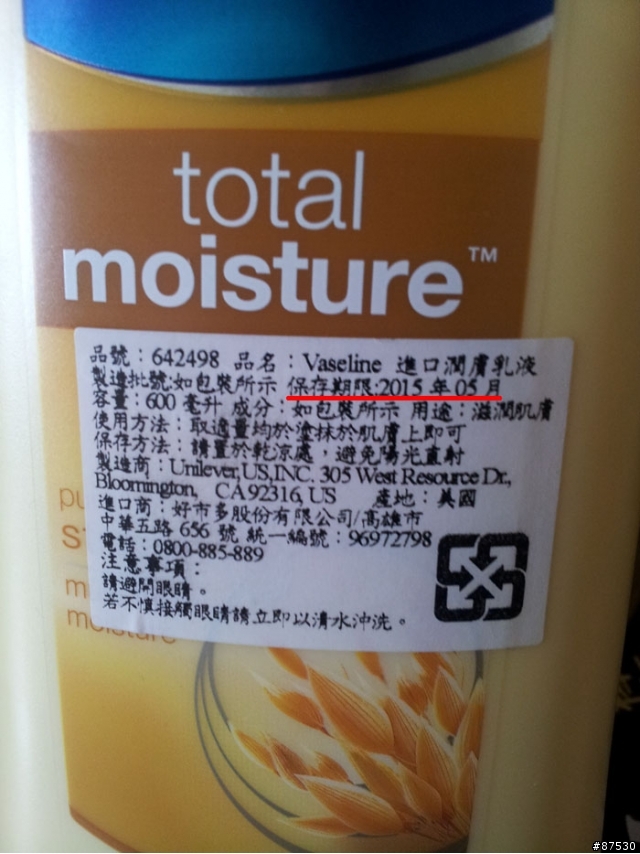 total
moisture™
品號：642498 品名：Vaseline 進口潤膚乳液
製造批號:如包裝所示 保存期限:2015 年 05 月
容量：600 毫升 成分：如包裝所示 用途：滋潤肌膚
使用方法：取適量均於塗抹於肌膚上即可
保存方法：請置於乾涼處，避免陽光直射
製造商：Unilever,US,INC. 305 West Resource Dr.,
Bloomington, CA 92316, US 產地：美國
進口商：好市多股份有限公司/高雄市
中華五路 656 號 統一編號：96972798
電話：0800-885-889
注意事項：
請避開眼睛。
若不慎接觸眼睛請立即以清水沖洗。
moisture
#87530